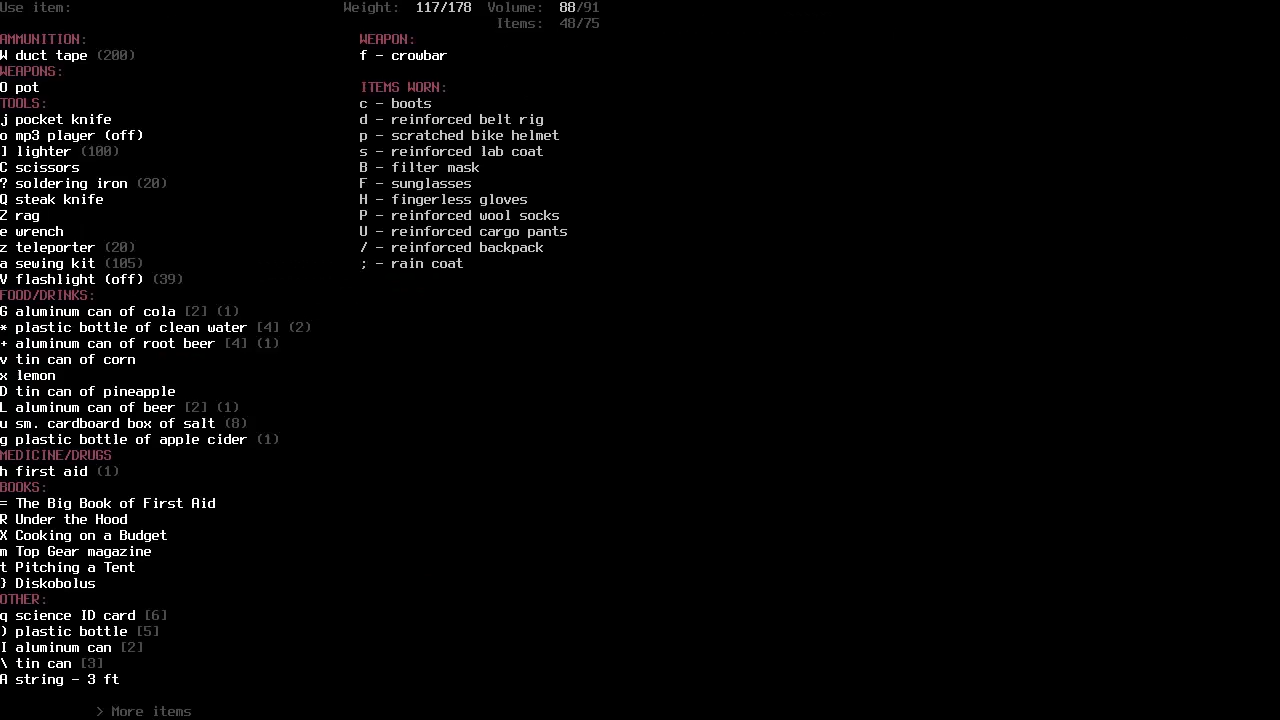 Use item: Weight: 117/178 Volume: 88/91
Items: 48/75
AMMUNITION: WEAPON:
W duct tape (200) f - crowbar
WEAPONS:
O pot ITEMS WORN:
TOOLS: c - boots
j pocket knife d - reinforced belt rig
o mp3 player (off) p - scratched bike helmet
] lighter (100) s - reinforced lab coat
C scissors B - filter mask
? soldering iron (20) F - sunglasses
Q steak knife H - fingerless gloves
Z rag P - reinforced wool socks
e wrench U - reinforced cargo pants
z teleporter (20) / - reinforced backpack
a sewing kit (105) ; - rain coat
V flashlight (off) (39)
FOOD/DRINKS:
G aluminum can of cola [2] (1)
* plastic bottle of clean water [4] (2)
+ aluminum can of root beer [4] (1)
v tin can of corn
x lemon
D tin can of pineapple
L aluminum can of beer [2] (1)
u sm. cardboard box of salt (8)
g plastic bottle of apple cider (1)
MEDICINE/DRUGS
h first aid (1)
BOOKS:
= The Big Book of First Aid
R Under the Hood
X Cooking on a Budget
m Top Gear magazine
t Pitching a Tent
} Diskobolus
OTHER:
q science ID card [6]
) plastic bottle [5]
I aluminum can [2]
\ tin can [3]
A string - 3 ft
> More items